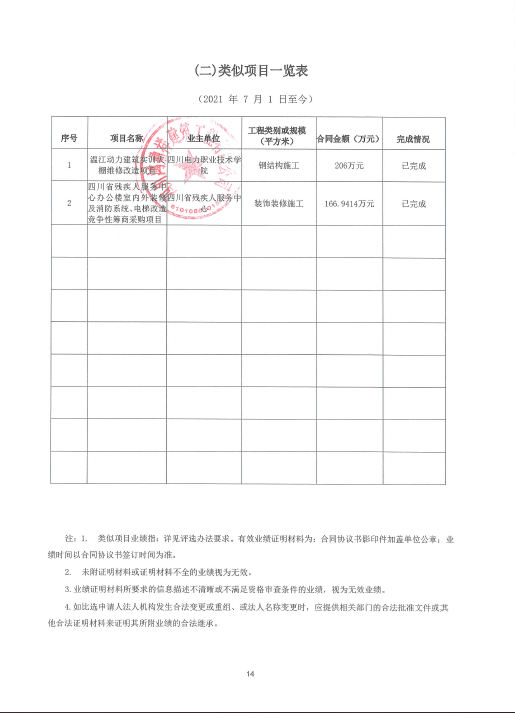 (二)类似项目一览表
(2021 年 7 月 1 日至今)
序号 项目名称 业主单位 工程类别或规模(平方米) 合同金额（万元） 完成情况
1 温江动力建筑实训大棚维修改造项目 四川电力职业技术学院 钢结构施工 206万元 已完成
2 四川省残疾人服务中心办公楼室内外装修及消防系统、电梯改造竞争性筹商采购项目 四川省残疾人服务中心 装饰装修施工 166.9414万元 已完成
注：1. 类似项目业绩指：详见评选办法要求。有效业绩证明材料为：合同协议书影印件加盖单位公章；业
绩时间以合同协议书签订时间为准。
2. 未附证明材料或证明材料不全的业绩视为无效。
3.业绩证明材料所要求的信息描述不清晰或不满足资格审查条件的业绩，视为无效业绩。
4.如比选申请人法人机构发生合法变更或重组、或法人名称变更时，应提供相关部门的合法批准文件或其
他合法证明材料来证明其所附业绩的合法继承。
14